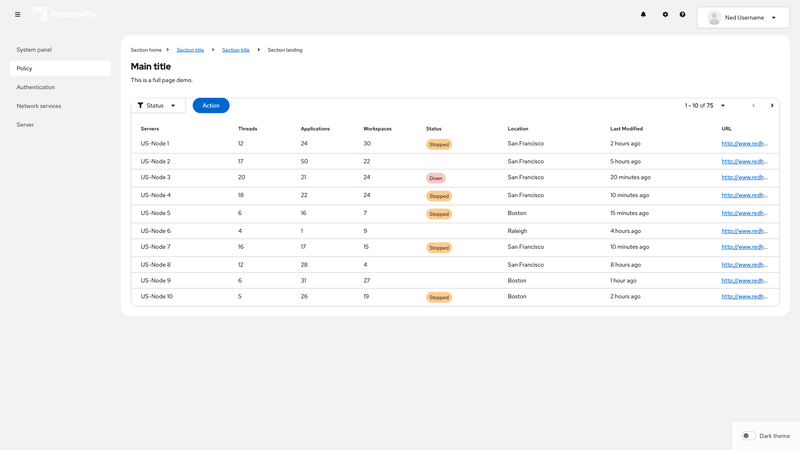 PatternFly
Ned Username
System panel
Policy
Authentication
Network services
Server
Section home Section title Section title Section landing
Main title
This is a full page demo.
Status Action 1 - 10 of 75
Servers Threads Applications Workspaces Status Location Last Modified URL
US-Node 1 12 24 30 Stopped San Francisco 2 hours ago http://www.redh...
US-Node 2 17 50 22 San Francisco 5 hours ago http://www.redh...
US-Node 3 20 21 24 Down San Francisco 20 minutes ago http://www.redh...
US-Node 4 18 22 24 Stopped San Francisco 10 minutes ago http://www.redh...
US-Node 5 6 16 7 Stopped Boston 15 minutes ago http://www.redh...
US-Node 6 4 1 9 Raleigh 4 hours ago http://www.redh...
US-Node 7 16 17 15 Stopped San Francisco 10 minutes ago http://www.redh...
US-Node 8 12 28 4 San Francisco 8 hours ago http://www.redh...
US-Node 9 6 31 27 Boston 1 hour ago http://www.redh...
US-Node 10 5 26 19 Stopped Boston 2 hours ago http://www.redh...
Dark theme